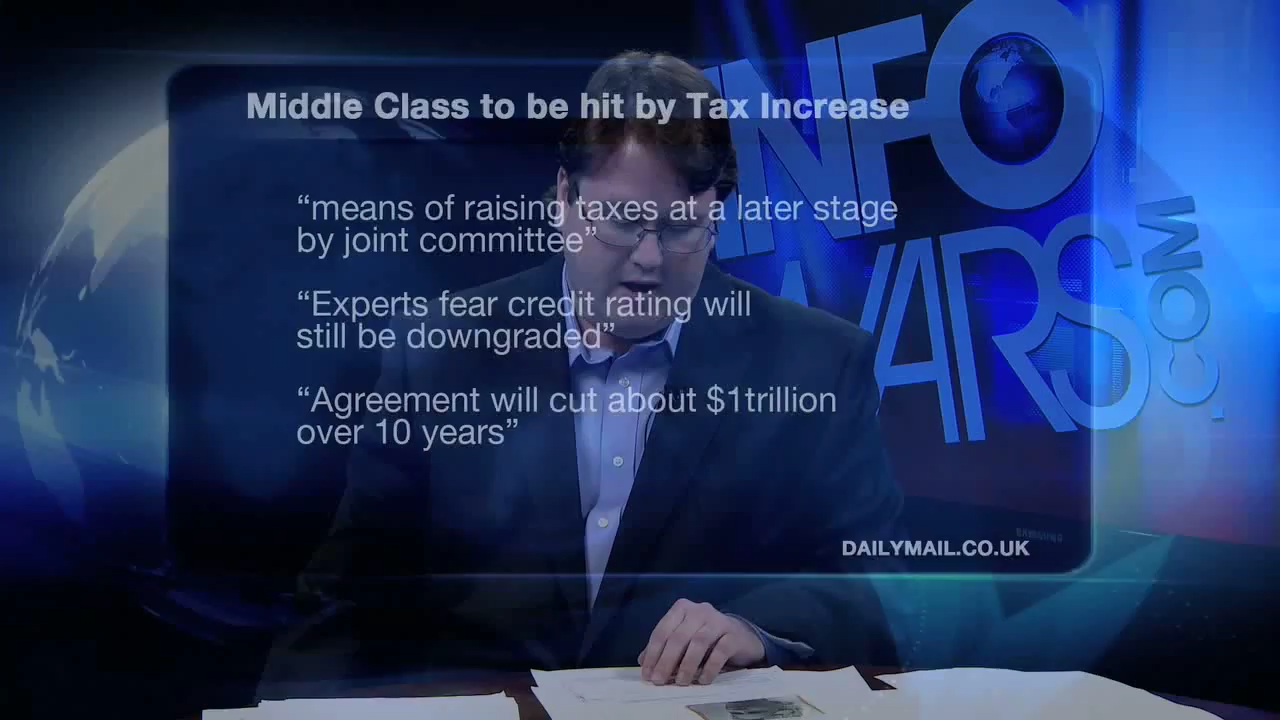 Middle Class to be hit by Tax Increase
“means of raising taxes at a later stage
by joint committee”
“Experts fear credit rating will
still be downgraded”
“Agreement will cut about $1trillion
over 10 years”
DAILYMAIL.CO.UK
INFO
WARS
.COM